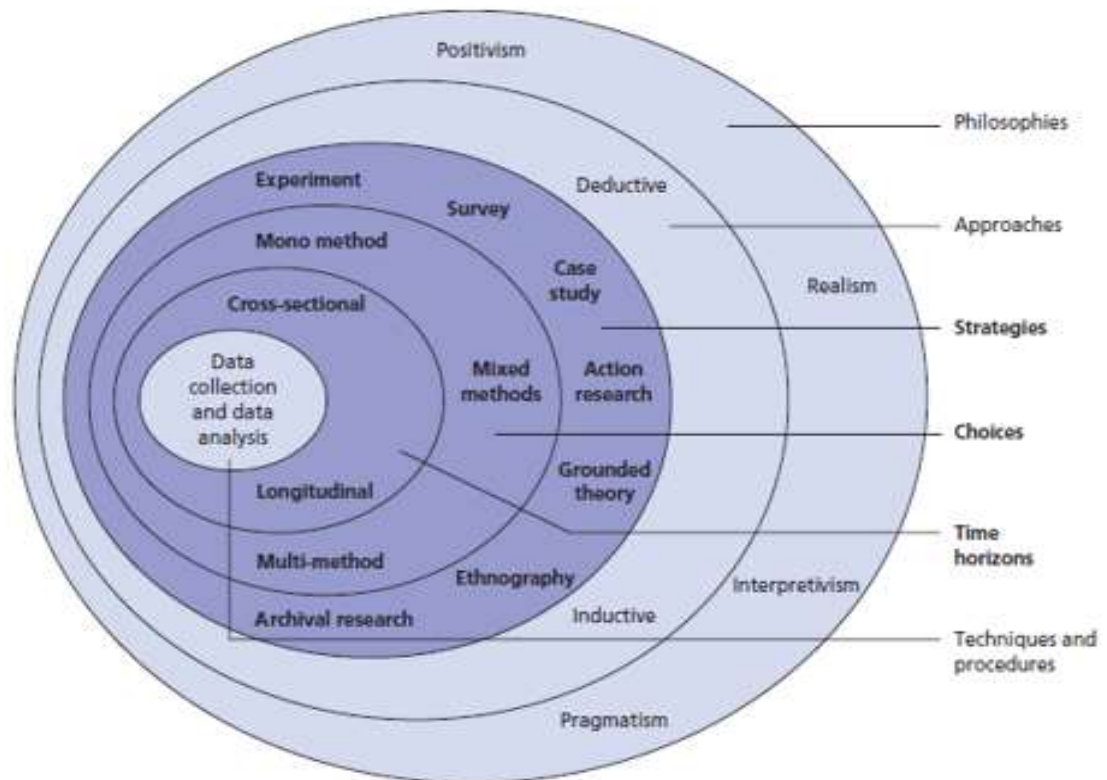 Positivism
Philosophies
Experiment
Deductive
Survey
Approaches
Mono method
Case
study
Realism
Cross-sectional
Strategies
Data
collection
and data
analysis
Mixed
methods
Action
research
Choices
Longitudinal
Grounded
theory
Time
horizons
Multi-method
Ethnography
Interpretivism
Archival research
Inductive
Techniques and
procedures
Pragmatism